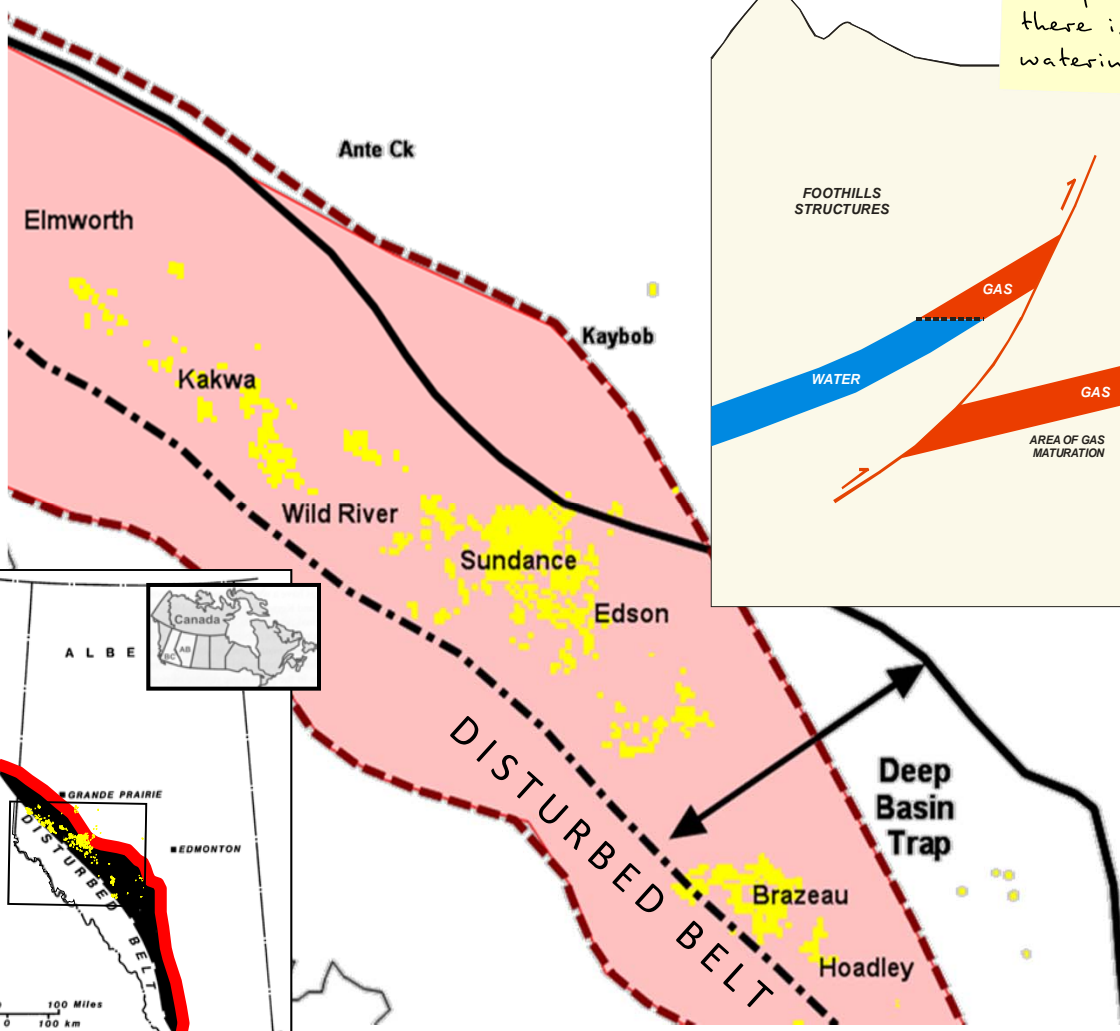 there i
waterin
Ante Ck
FOOTHILLS
STRUCTURES
Elmworth
GAS
Kaybob
Kakwa
WATER
GAS
AREA OF GAS
MATURATION
Wild River
Sundance
Edson
Canada
BC
AB
A L B E
DISTURBED BELT
Deep
Basin
Trap
GRANDE PRAIRIE
EDMONTON
DISTURBED BELT
Brazeau
Hoadley
100 Miles
0 100 km